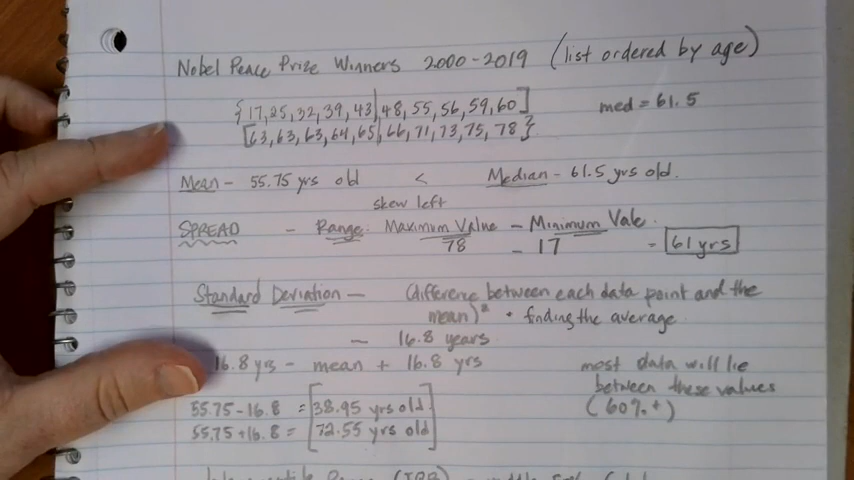 Nobel Peace Prize Winners 2000-2019 (list ordered by age)
{17, 25, 32, 39, 43| 48, 55, 56, 59, 60] med = 61.5
[63, 63, 63, 64, 65| 66, 71, 73, 75, 78}
Mean - 55.75 yrs old < Median - 61.5 yrs old.
skew left
SPREAD - Range: Maximum Value - Minimum Vale.
78 - 17 = 61 yrs
Standard Deviation - (difference between each data point and the
mean)² • finding the average
- 16.8 years
16.8 yrs - mean + 16.8 yrs most data will lie
between these values
55.75-16.8 = [38.95 yrs old] (60%+)
55.75+16.8 = [72.55 yrs old]
(IQR)